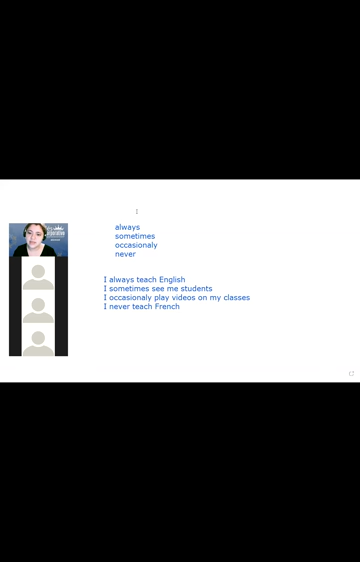 always
sometimes
occasionaly
never
I always teach English
I sometimes see me students
I occasionaly play videos on my classes
I never teach French